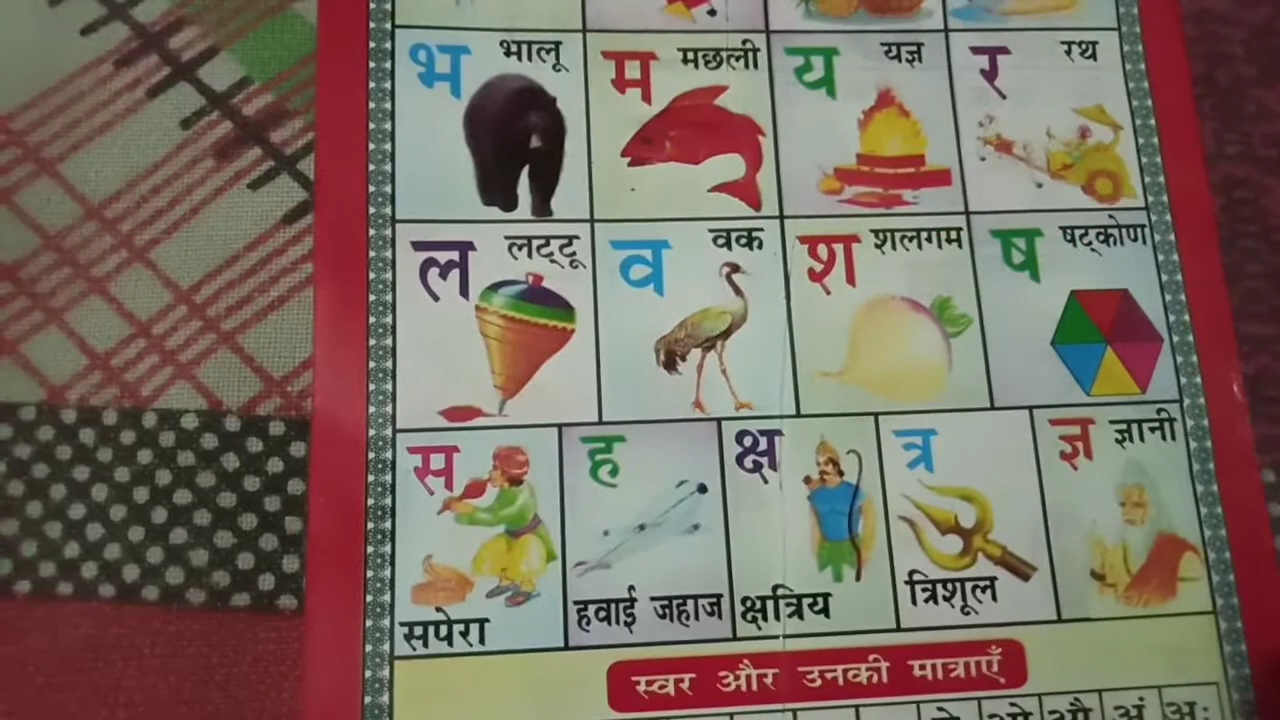 भ भालू
म मछली
य यज्ञ
र रथ
ल लट्टू
व वक
श शलगम
ष षट्कोण
स सपेरा
ह हवाई जहाज
क्ष क्षत्रिय
त्र त्रिशूल
ज्ञ ज्ञानी
स्वर और उनकी मात्राएँ
ओ औ अं अः